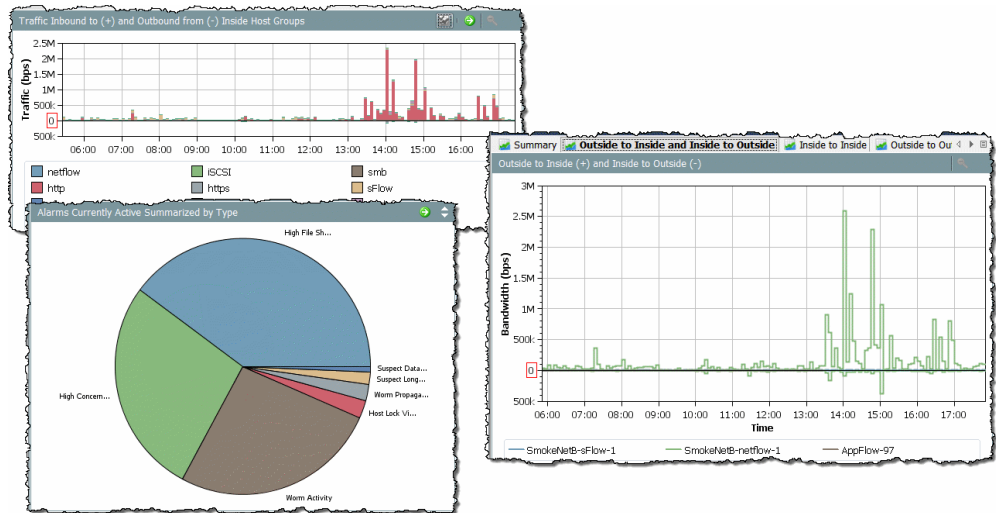 Traffic Inbound to (+) and Outbound from (-) Inside Host Groups
Traffic (bps)
2.5M
2M
1.5M
1M
500k
0
500k
06:00 07:00 08:00 09:00 10:00 11:00 12:00 13:00 14:00 15:00 16:00
netflow iSCSI smb
http https sFlow
Alarms Currently Active Summarized by Type
High File Sh...
Suspect Data...
Suspect Long...
Worm Propaga...
Host Lock Vi...
High Concern...
Worm Activity
Summary Outside to Inside and Inside to Outside Inside to Inside Outside to Ou
Outside to Inside (+) and Inside to Outside (-)
Bandwidth (bps)
3M
2.5M
2M
1.5M
1M
500k
0
500k
06:00 07:00 08:00 09:00 10:00 11:00 12:00 13:00 14:00 15:00 16:00 17:00
Time
SmokeNetB-sFlow-1 SmokeNetB-netflow-1 AppFlow-97